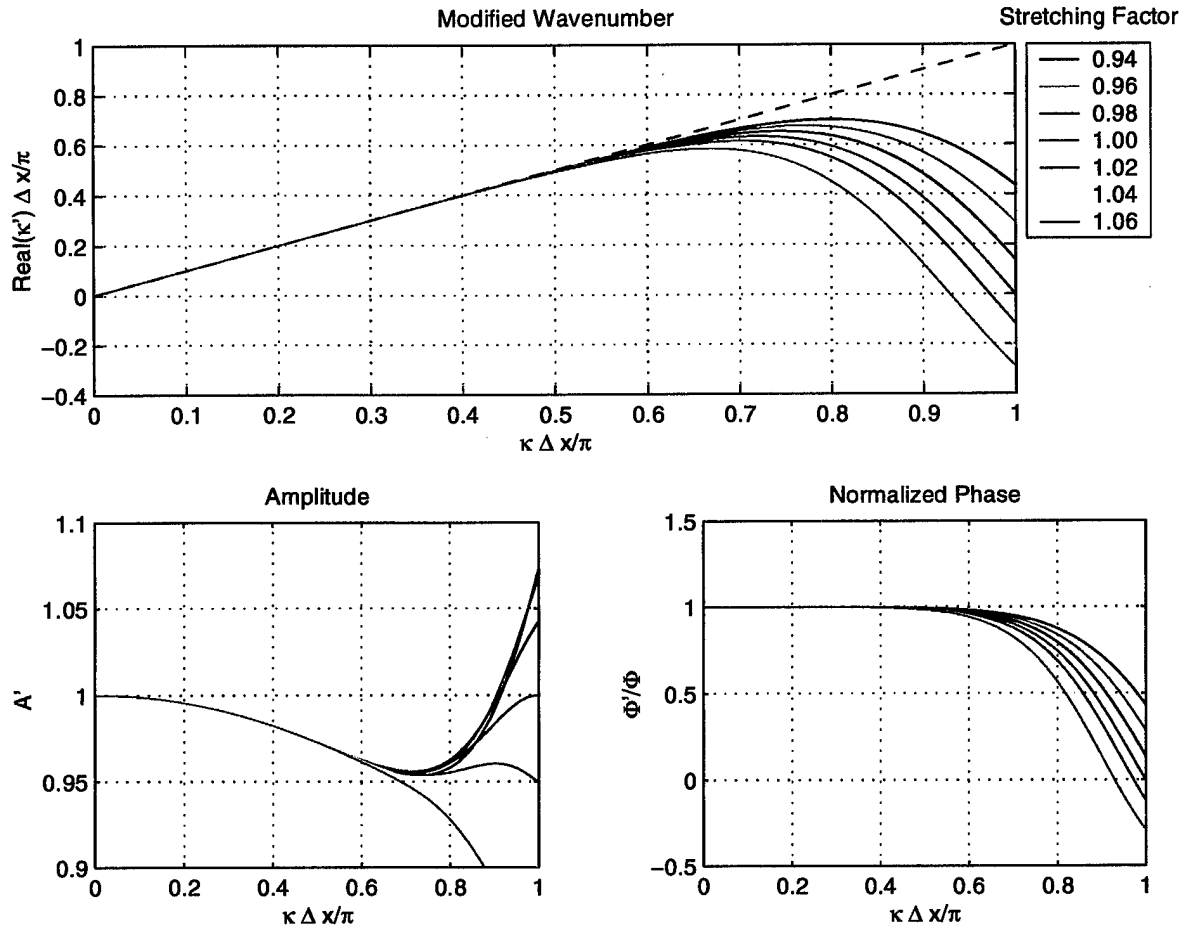 Modified Wavenumber
Stretching Factor
0.94
0.96
0.98
1.00
1.02
1.04
1.06
Real(κ') Δ x/π
1
0.8
0.6
0.4
0.2
0
−0.2
−0.4
0 0.1 0.2 0.3 0.4 0.5 0.6 0.7 0.8 0.9 1
κ Δ x/π
Amplitude
A'
1.1
1.05
1
0.95
0.9
0 0.2 0.4 0.6 0.8 1
κ Δ x/π
Normalized Phase
Φ'/Φ
1.5
1
0.5
0
−0.5
0 0.2 0.4 0.6 0.8 1
κ Δ x/π